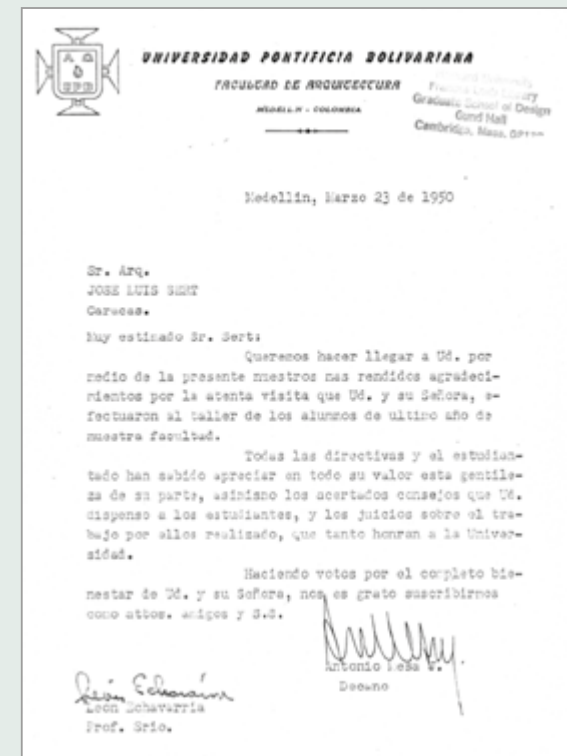 UNIVERSIDAD PONTIFICIA BOLIVARIANA
FACULTAD DE ARQUITECTURA
MEDELLIN - COLOMBIA
Graduate School of Design
Gund Hall
Cambridge, Mass.
Medellin, Marzo 23 de 1950
Sr. Arq.
JOSE LUIS SERT
Caracas.
Muy estimado Sr. Sert:
Queremos hacer llegar a Ud. por
medio de la presente nuestros mas rendidos agradeci-
mientos por la atenta visita que Ud. y su Señora, e-
fectuaron al taller de los alumnos de ultimo año de
nuestra facultad.
Todas las directivas y el estudian-
tado han sabido apreciar en todo su valor esta gentile-
za de su parte, asimismo los acertados consejos que Ud.
dispenso a los estudiantes, y los juicios sobre el tra-
bajo por ellos realizado, que tanto honran a la Univer-
sidad.
Haciendo votos por el completo bie-
nestar de Ud. y su Señora, nos es grato suscribirnos
como attos. amigos y S.S.
Antonio Mesa
Decano
León Echavarría
Leon Echavarria
Prof. Srio.